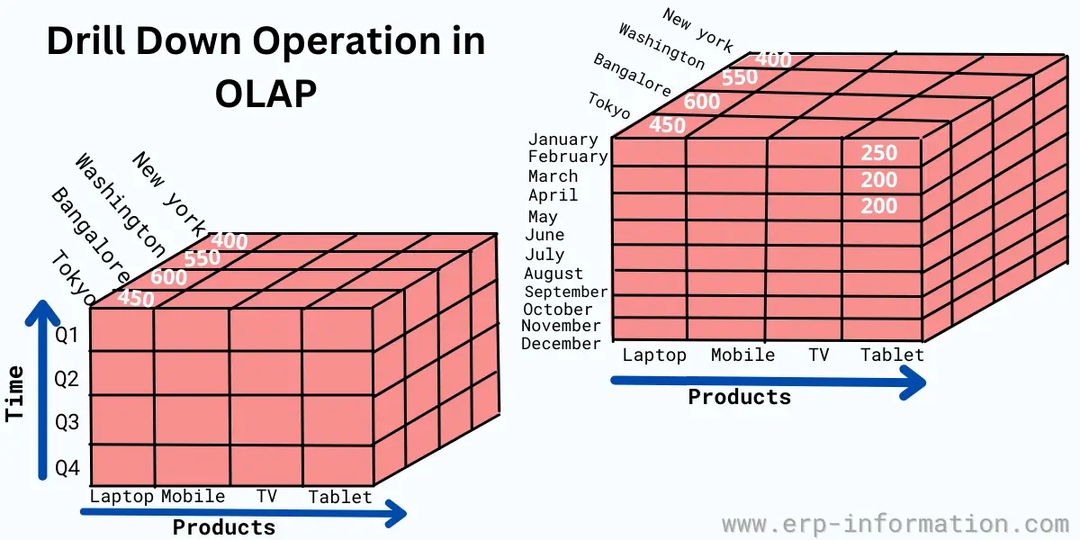 Drill Down Operation in
OLAP
New york
Washington
Bangalore
Tokyo
400
550
600
450
Time
Q1
Q2
Q3
Q4
Laptop Mobile TV Tablet
Products
New york
Washington
Bangalore
Tokyo
400
550
600
450
January
February
March
April
May
June
July
August
September
October
November
December
250
200
200
Laptop Mobile TV Tablet
Products
www.erp-information.com